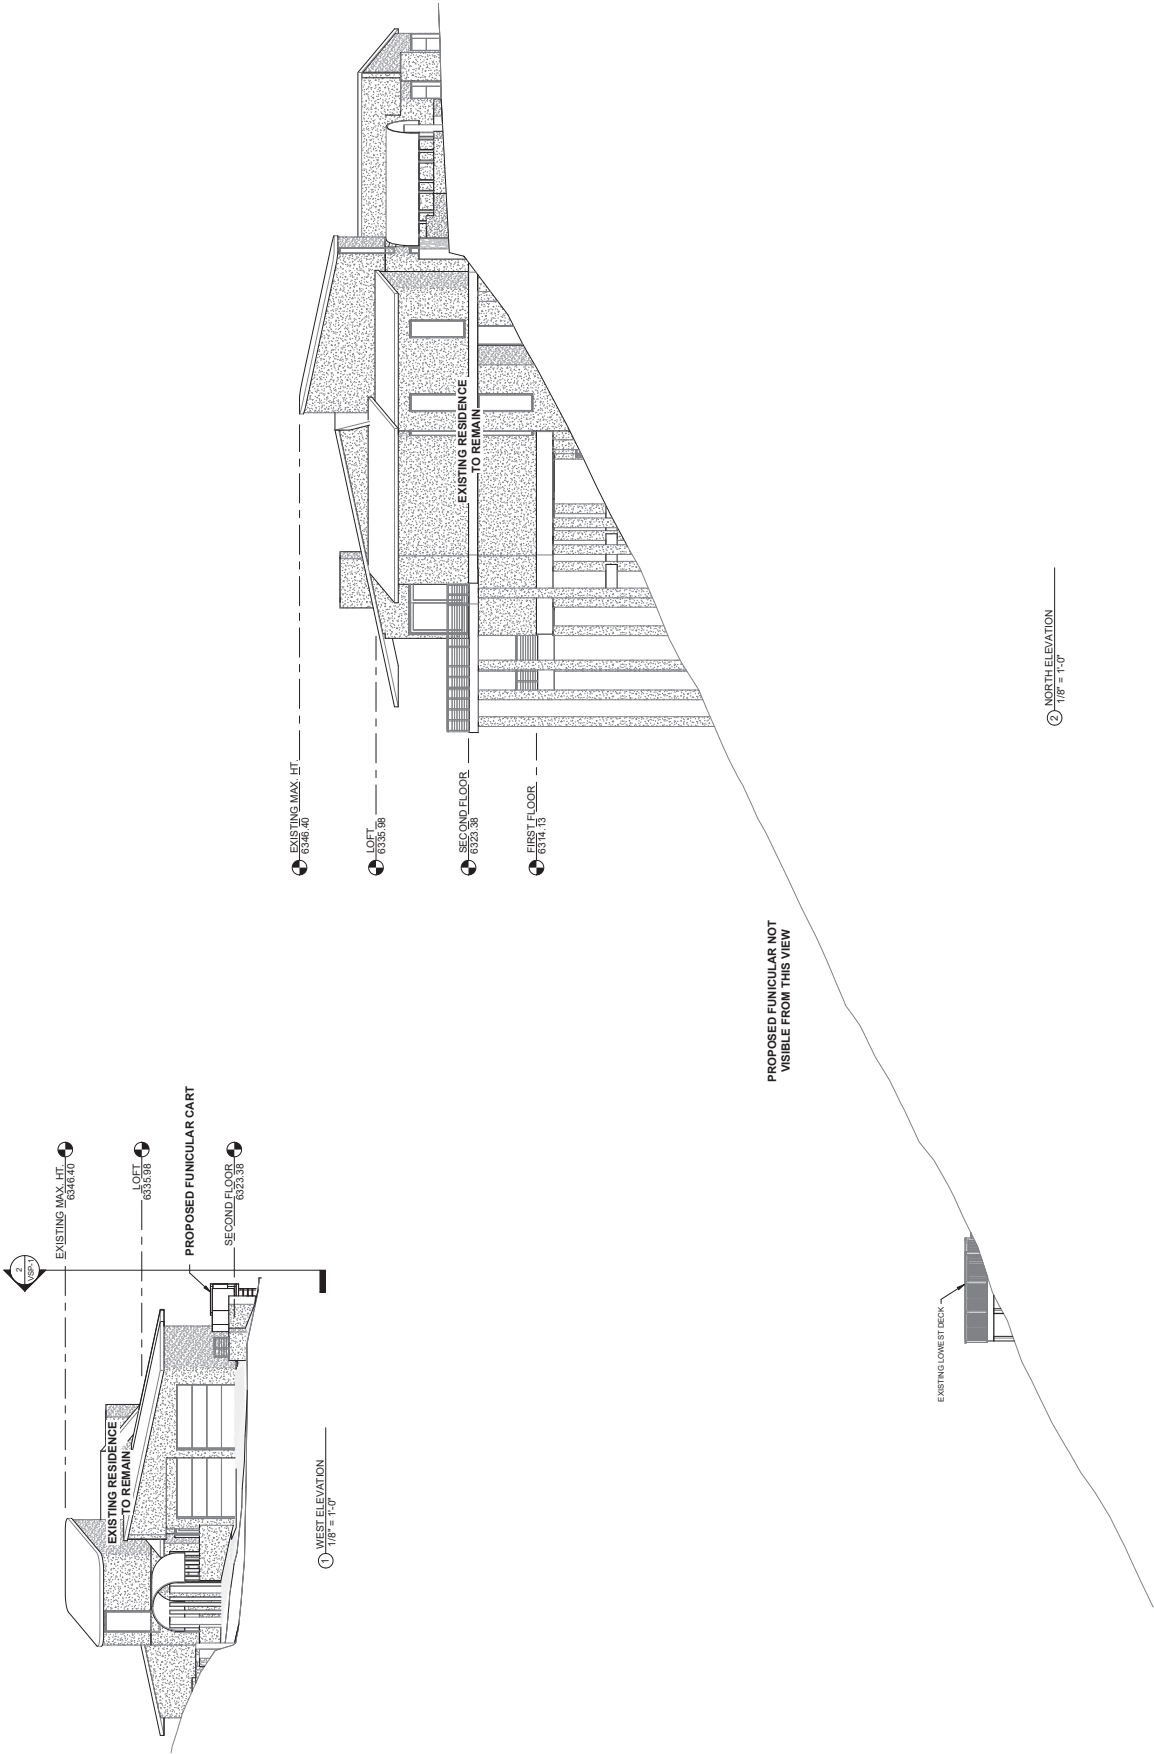 2
VSP-1
EXISTING MAX. HT.
6346.40
LOFT
6335.98
PROPOSED FUNICULAR CART
SECOND FLOOR
6323.38
EXISTING RESIDENCE
TO REMAIN
1
WEST ELEVATION
1/8" = 1'-0"
EXISTING MAX. HT.
6346.40
LOFT
6335.98
SECOND FLOOR
6323.38
FIRST FLOOR
6314.13
EXISTING RESIDENCE
TO REMAIN
PROPOSED FUNICULAR NOT
VISIBLE FROM THIS VIEW
EXISTING LOWEST DECK
2
NORTH ELEVATION
1/8" = 1'-0"